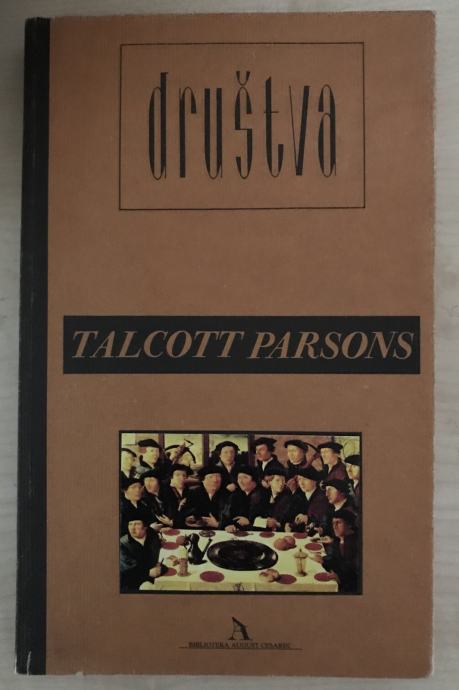 društva
TALCOTT PARSONS
A
BIBLIOTEKA AUGUST CESAREC